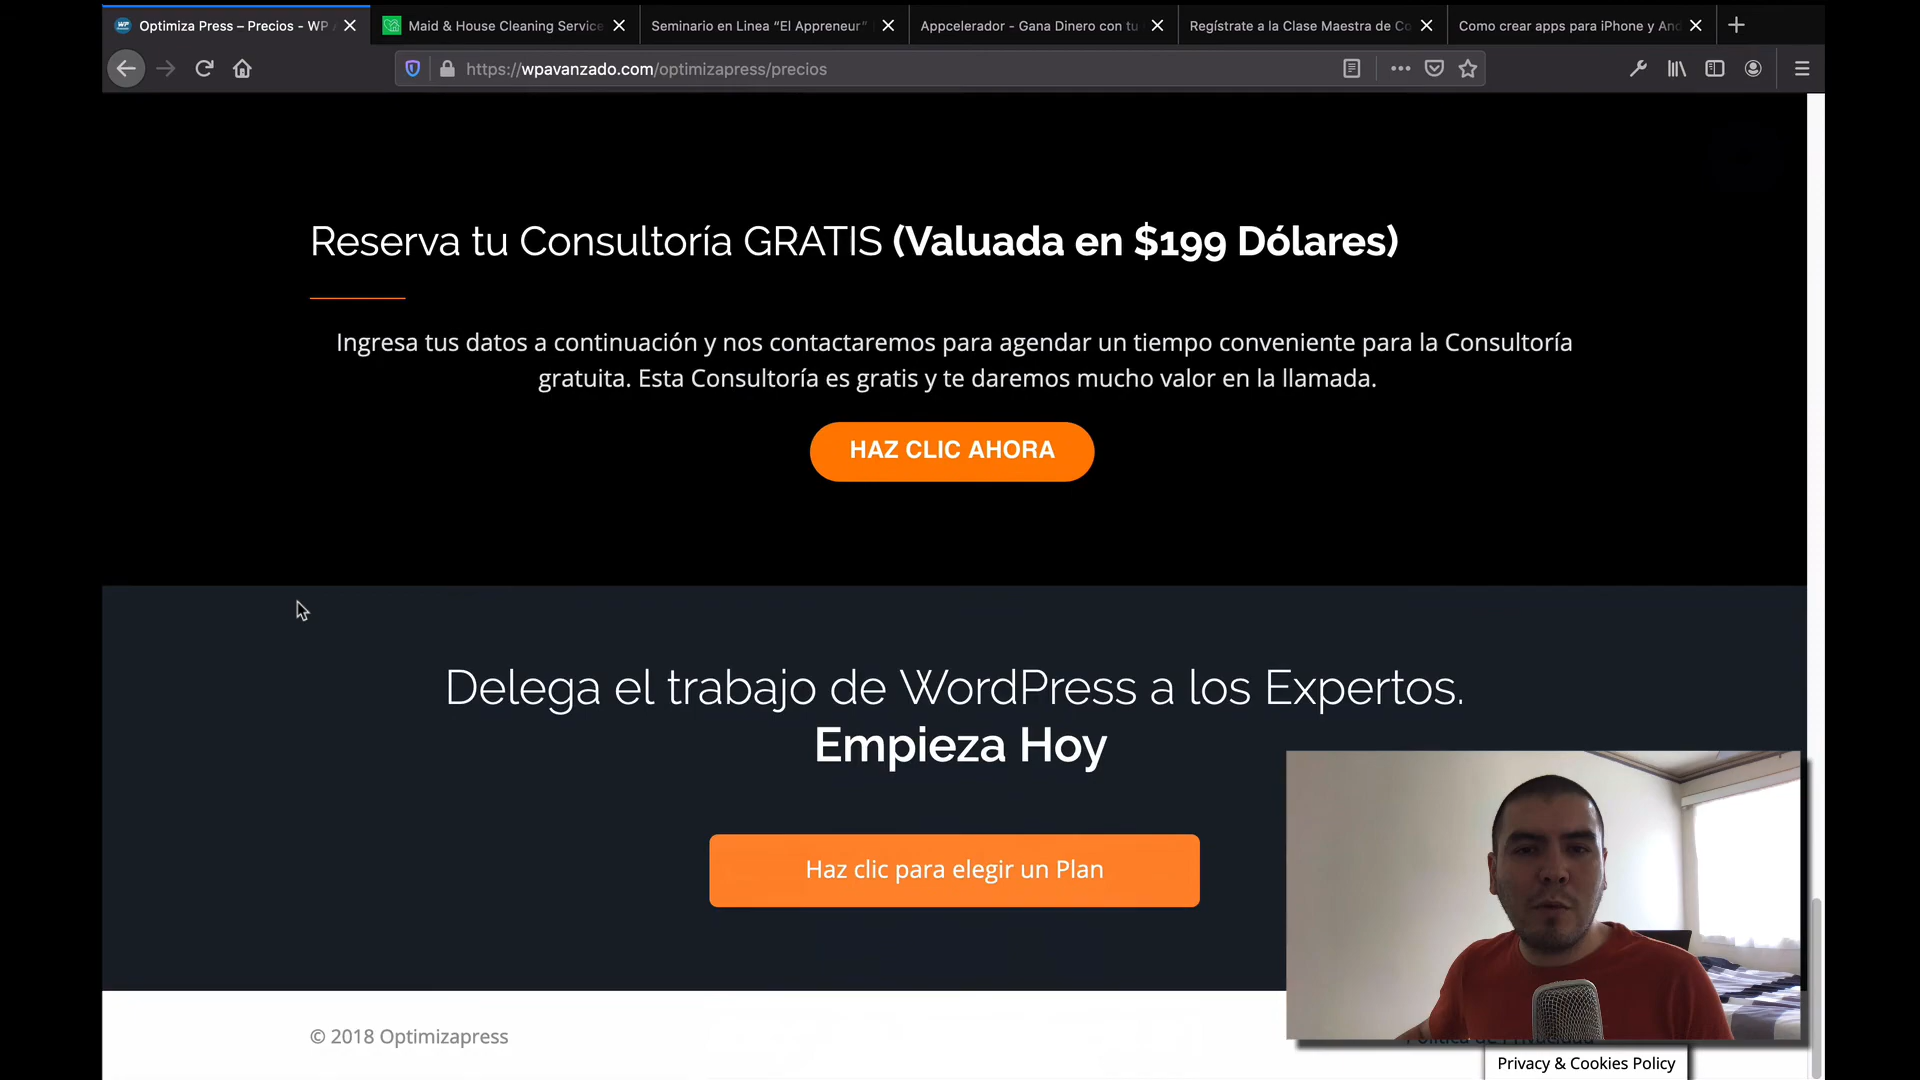 Optimiza Press – Precios - WP
Maid & House Cleaning Service
Seminario en Linea “El Appreneur”
Appcelerador - Gana Dinero con tu
Regístrate a la Clase Maestra de Co
Como crear apps para iPhone y And
https://wpavanzado.com/optimizapress/precios
Reserva tu Consultoría GRATIS (Valuada en $199 Dólares)
Ingresa tus datos a continuación y nos contactaremos para agendar un tiempo conveniente para la Consultoría
gratuita. Esta Consultoría es gratis y te daremos mucho valor en la llamada.
HAZ CLIC AHORA
Delega el trabajo de WordPress a los Expertos.
Empieza Hoy
Haz clic para elegir un Plan
© 2018 Optimizapress
Privacy & Cookies Policy